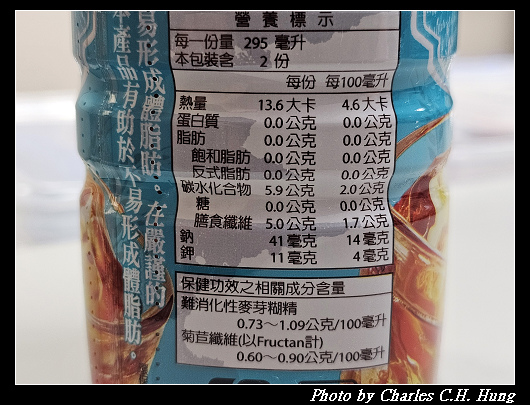 營養標示
每一份量 295 毫升
本包裝含 2 份
每份 每100毫升
熱量 13.6大卡 4.6大卡
蛋白質 0.0公克 0.0公克
脂肪 0.0公克 0.0公克
飽和脂肪 0.0公克 0.0公克
反式脂肪 0.0公克 0.0公克
碳水化合物 5.9公克 2.0公克
糖 0.0公克 0.0公克
膳食纖維 5.0公克 1.7公克
鈉 41毫克 14毫克
鉀 11毫克 4毫克
保健功效之相關成分含量
難消化性麥芽糊精
0.73～1.09公克/100毫升
菊苣纖維(以Fructan計)
0.60～0.90公克/100毫升
易形成體脂肪，在嚴謹的
本產品有助於不易形成體脂肪。
Photo by Charles C.H. Hung